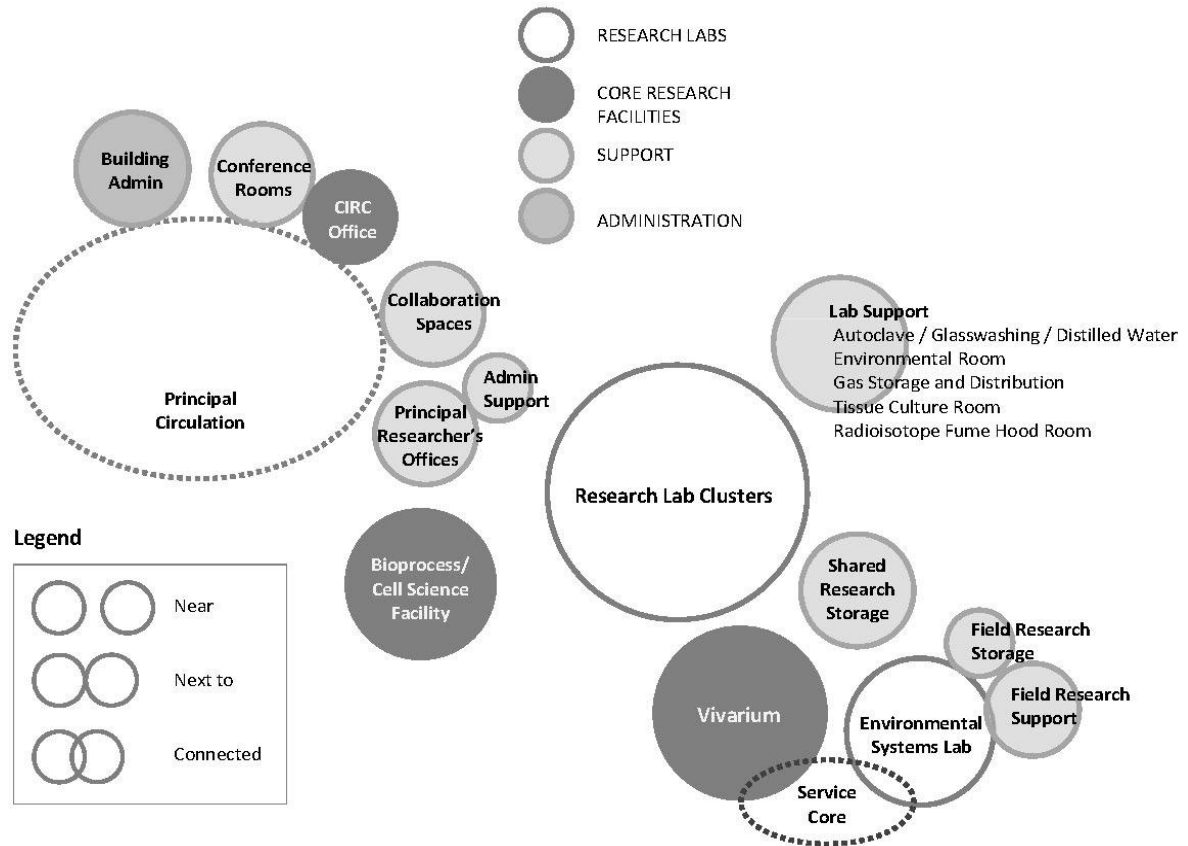 RESEARCH LABS
CORE RESEARCH
FACILITIES
SUPPORT
ADMINISTRATION
Building
Admin
Conference
Rooms
CIRC
Office
Collaboration
Spaces
Admin
Support
Principal
Researcher's
Offices
Principal
Circulation
Lab Support
Autoclave / Glasswashing / Distilled Water
Environmental Room
Gas Storage and Distribution
Tissue Culture Room
Radioisotope Fume Hood Room
Research Lab Clusters
Bioprocess/
Cell Science
Facility
Shared
Research
Storage
Field Research
Storage
Field Research
Support
Vivarium
Environmental
Systems Lab
Service
Core
Legend
Near
Next to
Connected